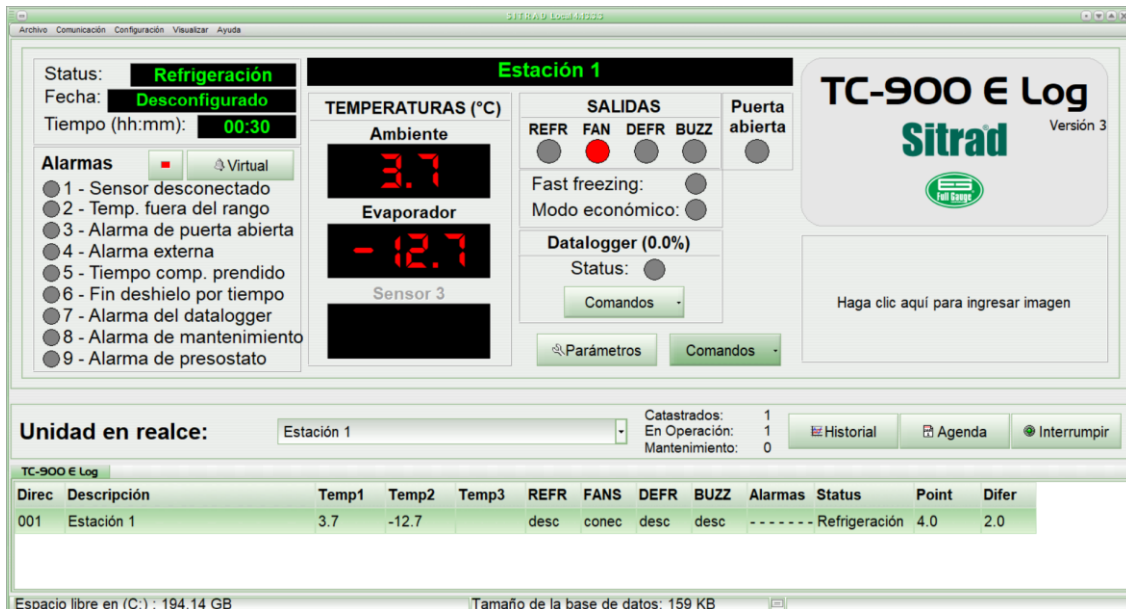 SITRAD Local 4.13.3.3
Archivo Comunicación Configuración Visualizar Ayuda
Status: Refrigeración
Fecha: Desconfigurado
Tiempo (hh:mm): 00:30
Alarmas
Virtual
1 - Sensor desconectado
2 - Temp. fuera del rango
3 - Alarma de puerta abierta
4 - Alarma externa
5 - Tiempo comp. prendido
6 - Fin deshielo por tiempo
7 - Alarma del datalogger
8 - Alarma de mantenimiento
9 - Alarma de presostato
Estación 1
TEMPERATURAS (°C)
Ambiente
3.7
Evaporador
-12.7
Sensor 3
SALIDAS
REFR FAN DEFR BUZZ
Puerta
abierta
Fast freezing:
Modo económico:
Datalogger (0.0%)
Status:
Comandos
Parámetros
Comandos
TC-900 E Log
Versión 3
Sitrad
Full Gauge
Haga clic aquí para ingresar imagen
Unidad en realce:
Estación 1
Catastrados: 1
En Operación: 1
Mantenimiento: 0
Historial
Agenda
Interrumpir
TC-900 E Log
Direc Descripción Temp1 Temp2 Temp3 REFR FANS DEFR BUZZ Alarmas Status Point Difer
001 Estación 1 3.7 -12.7 desc conec desc desc - - - - - - - Refrigeración 4.0 2.0
Espacio libre en (C:) : 194.14 GB
Tamaño de la base de datos: 159 KB